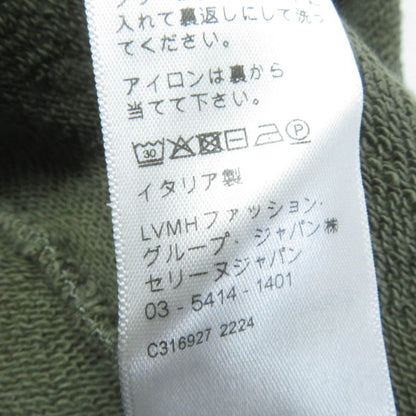 入れて裏返しにして洗っ
てください。
アイロンは裏から
当てて下さい。
30 P
イタリア製
LVMHファッション・
グループ・ジャパン㈱
セリーヌジャパン
03 - 5414 - 1401
C316927 2224